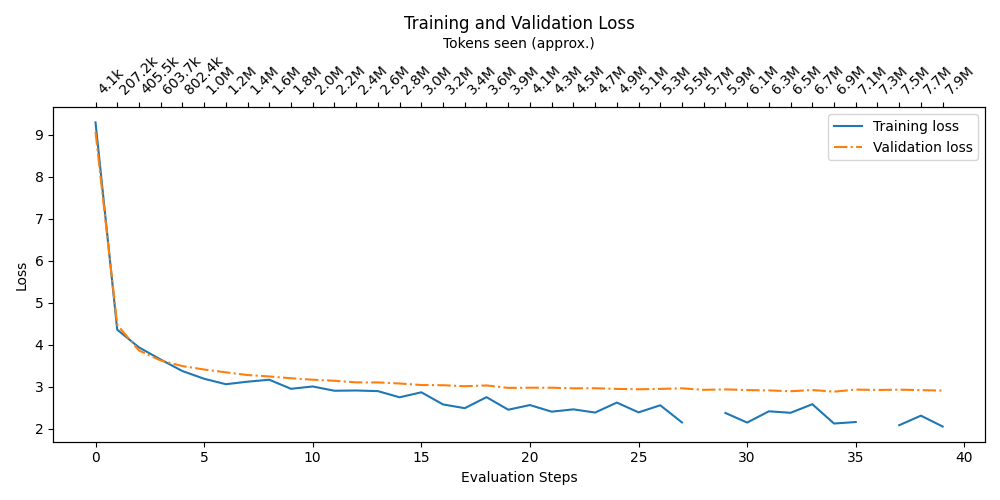 Training and Validation Loss
Tokens seen (approx.)
4.1k 207.2k 405.5k 603.7k 802.4k 1.0M 1.2M 1.4M 1.6M 1.8M 2.0M 2.2M 2.4M 2.6M 2.8M 3.0M 3.2M 3.4M 3.6M 3.9M 4.1M 4.3M 4.5M 4.7M 4.9M 5.1M 5.3M 5.5M 5.7M 5.9M 6.1M 6.3M 6.5M 6.7M 6.9M 7.1M 7.3M 7.5M 7.7M 7.9M
Training loss
Validation loss
9
8
7
6
5
4
3
2
Loss
0 5 10 15 20 25 30 35 40
Evaluation Steps